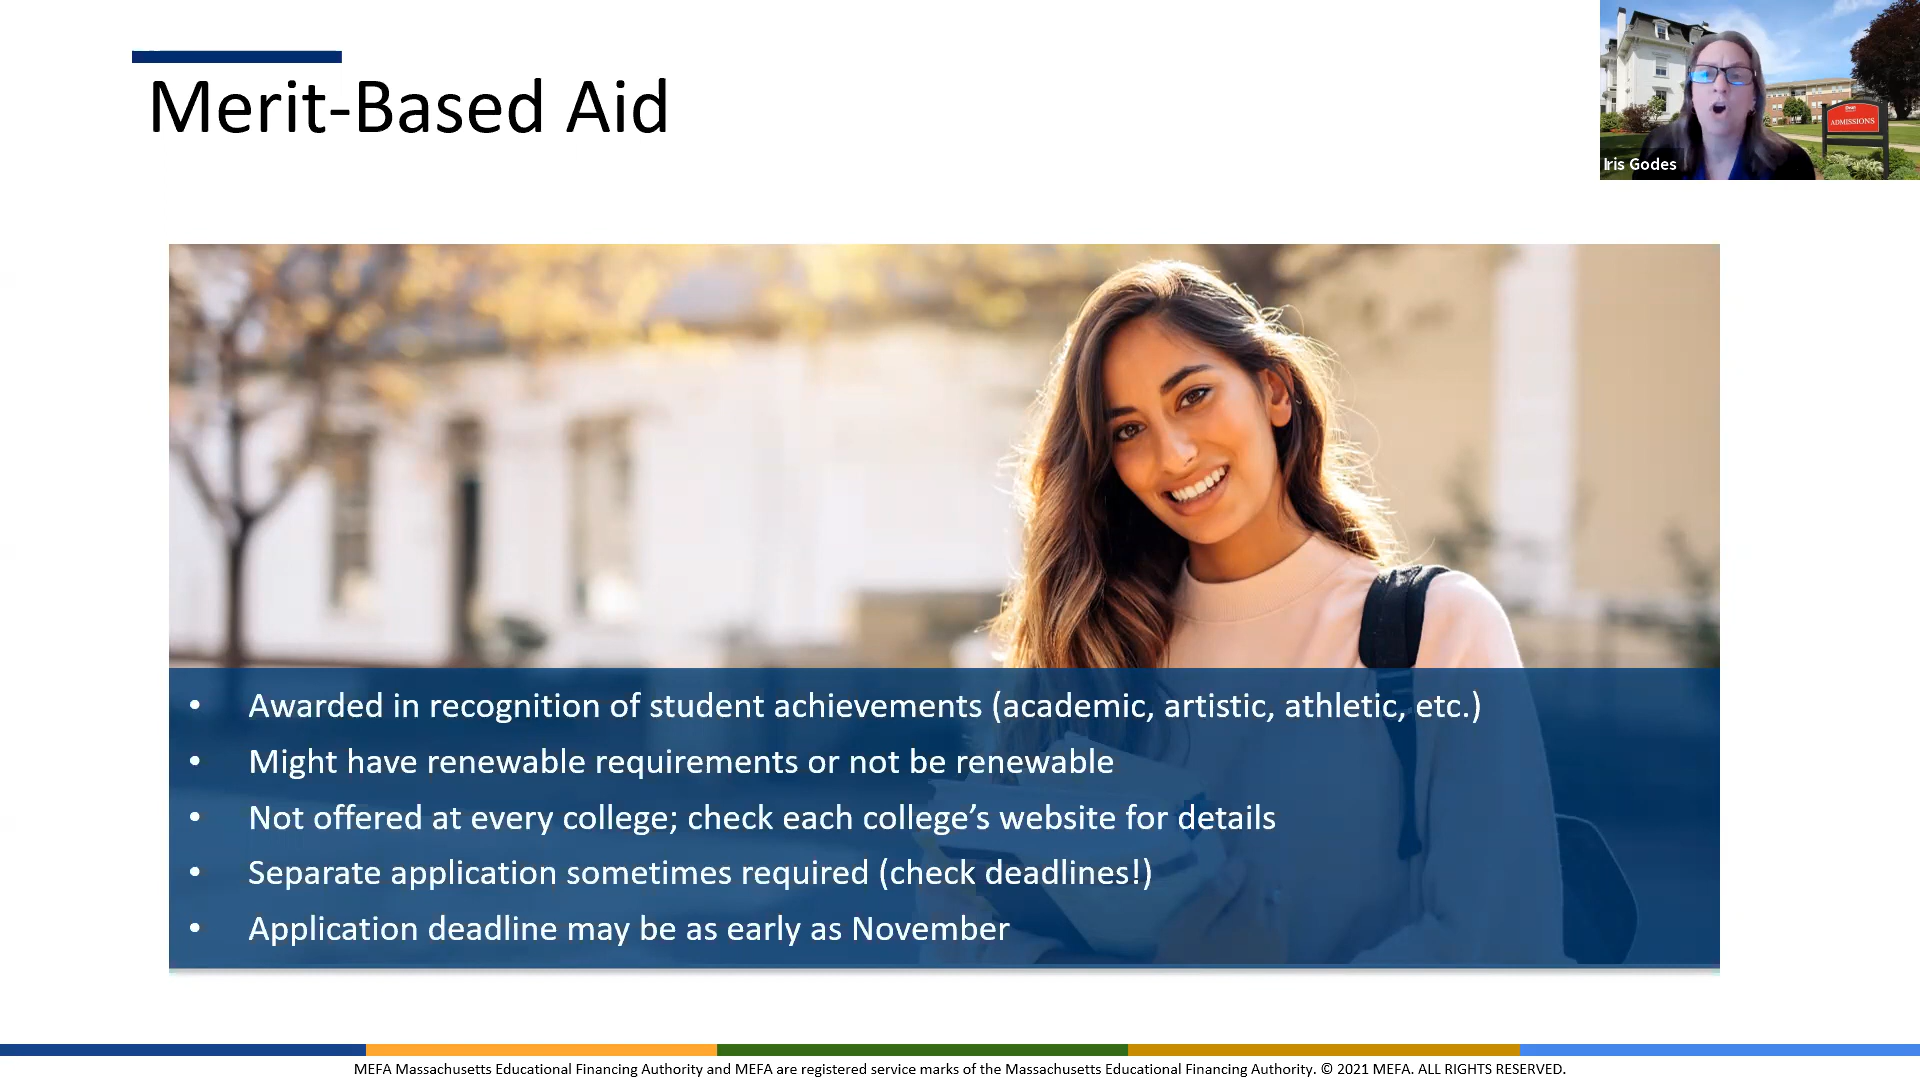 Merit-Based Aid
ADMISSIONS
Iris Godes
• Awarded in recognition of student achievements (academic, artistic, athletic, etc.)
• Might have renewable requirements or not be renewable
• Not offered at every college; check each college’s website for details
• Separate application sometimes required (check deadlines!)
• Application deadline may be as early as November
MEFA Massachusetts Educational Financing Authority and MEFA are registered service marks of the Massachusetts Educational Financing Authority. © 2021 MEFA. ALL RIGHTS RESERVED.